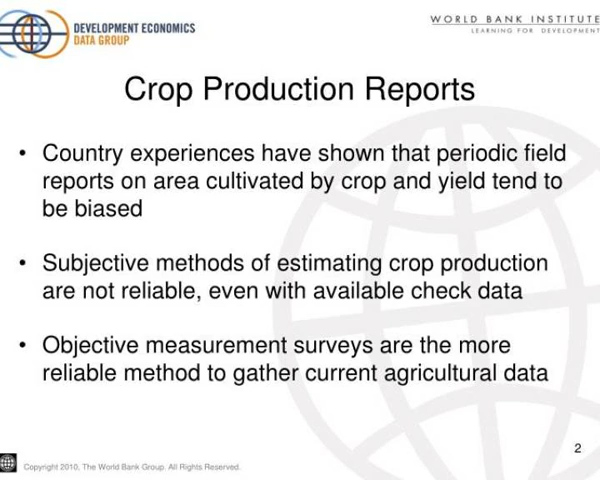 DEVELOPMENT ECONOMICS
DATA GROUP
WORLD BANK INSTITUTE
LEARNING FOR DEVELOPMENT
Crop Production Reports
• Country experiences have shown that periodic field
reports on area cultivated by crop and yield tend to
be biased
• Subjective methods of estimating crop production
are not reliable, even with available check data
• Objective measurement surveys are the more
reliable method to gather current agricultural data
2
Copyright 2010, The World Bank Group. All Rights Reserved.